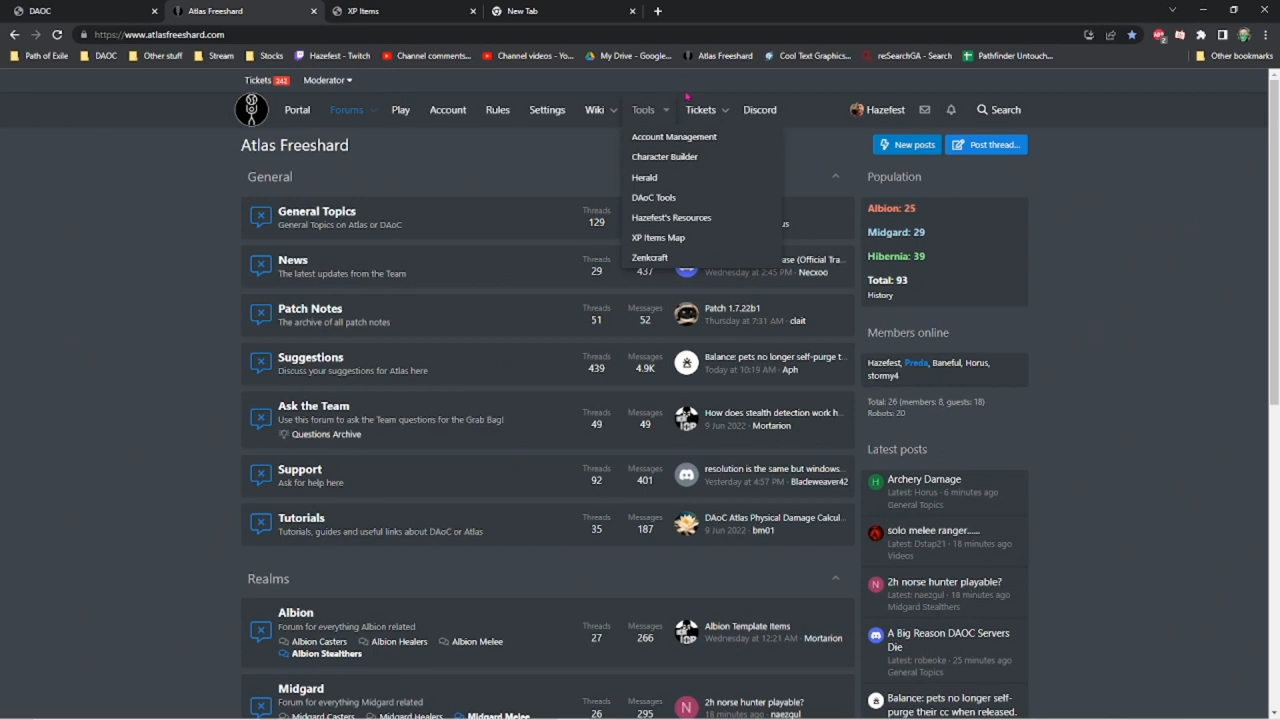 DAOC
Atlas Freeshard
XP Items
New Tab
https://www.atlasfreeshard.com
Path of Exile
DAOC
Other stuff
Stream
Stocks
Hazefest - Twitch
Channel comments...
Channel videos - You...
My Drive - Google...
Atlas Freeshard
Cool Text Graphics...
reSearchGA - Search
Pathfinder Untouch...
Other bookmarks
Tickets 242
Moderator
Portal
Forums
Play
Account
Rules
Settings
Wiki
Tools
Tickets
Discord
Hazefest
Search
Account Management
Character Builder
Herald
DAoC Tools
Hazefest's Resources
XP Items Map
Zenkcraft
Atlas Freeshard
New posts
Post thread...
General
General Topics
General Topics on Atlas or DAoC
Threads
129
us
News
The latest updates from the Team
Threads
29
437
ase (Official Tra...
Wednesday at 2:45 PM · Necxoo
Patch Notes
The archive of all patch notes
Threads
51
Messages
52
Patch 1.7.22b1
Thursday at 7:31 AM · clait
Suggestions
Discuss your suggestions for Atlas here
Threads
439
Messages
4.9K
Balance: pets no longer self-purge t...
Today at 10:19 AM · Aph
Ask the Team
Use this forum to ask the Team questions for the Grab Bag!
Questions Archive
Threads
49
Messages
49
How does stealth detection work h...
9 Jun 2022 · Mortarion
Support
Ask for help here
Threads
92
Messages
401
resolution is the same but windows...
Yesterday at 4:57 PM · Bladeweaver42
Tutorials
Tutorials, guides and useful links about DAoC or Atlas
Threads
35
Messages
187
DAoC Atlas Physical Damage Calcul...
9 Jun 2022 · bm01
Realms
Albion
Forum for everything Albion related
Albion Casters
Albion Healers
Albion Melee
Albion Stealthers
Threads
27
Messages
266
Albion Template Items
Wednesday at 12:21 AM · Mortarion
Midgard
Forum for everything Midgard related
Midgard Casters
Midgard Healers
Midgard Melee
Threads
26
Messages
295
2h norse hunter playable?
18 minutes ago · naezgul
Population
Albion: 25
Midgard: 29
Hibernia: 39
Total: 93
History
Members online
Hazefest, Preda, Baneful, Horus,
stormy4
Total: 26 (members: 8, guests: 18)
Robots: 20
Latest posts
H
Archery Damage
Latest: Horus · 6 minutes ago
General Topics
solo melee ranger......
Latest: Dstap21 · 18 minutes ago
Videos
N
2h norse hunter playable?
Latest: naezgul · 18 minutes ago
Midgard Stealthers
A Big Reason DAOC Servers
Die
Latest: robeoke · 25 minutes ago
General Topics
Balance: pets no longer self-
purge their cc when released.
N